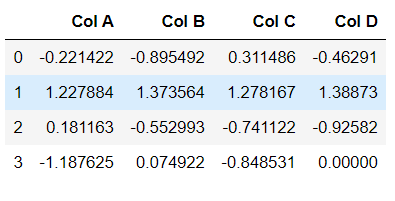 Col A Col B Col C Col D
0 -0.221422 -0.895492 0.311486 -0.46291
1 1.227884 1.373564 1.278167 1.38873
2 0.181163 -0.552993 -0.741122 -0.92582
3 -1.187625 0.074922 -0.848531 0.00000